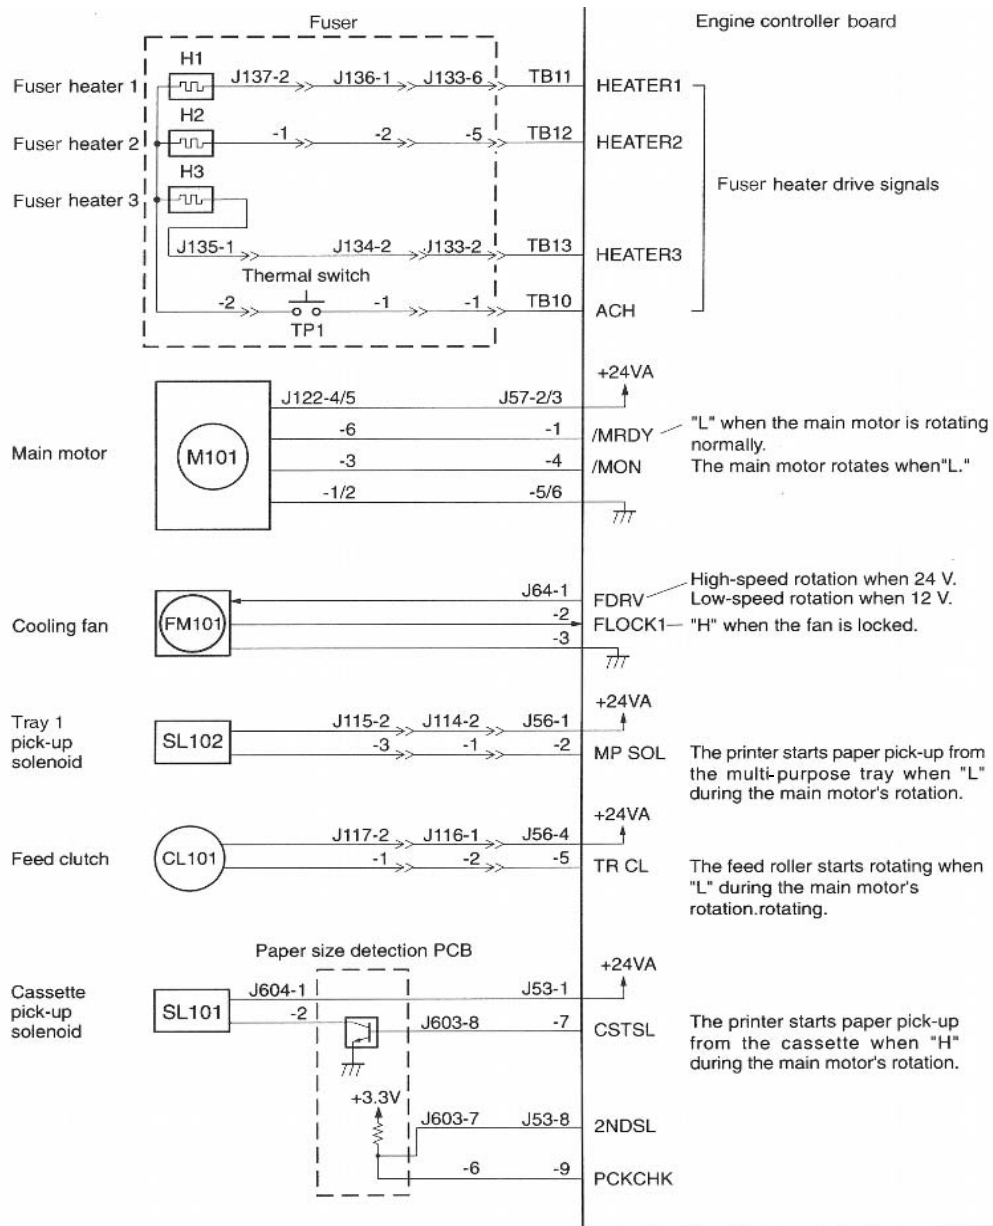 Fuser
Engine controller board
H1
Fuser heater 1
J137-2
J136-1
J133-6
TB11
HEATER1
H2
Fuser heater 2
-1
-2
-5
TB12
HEATER2
H3
Fuser heater 3
Fuser heater drive signals
J135-1
J134-2
J133-2
TB13
HEATER3
Thermal switch
-2
-1
-1
TB10
ACH
TP1
+24VA
J122-4/5
J57-2/3
-6
-1
/MRDY
"L" when the main motor is rotating
normally.
Main motor
M101
-3
-4
/MON
The main motor rotates when"L."
-1/2
-5/6
J64-1
FDRV
High-speed rotation when 24 V.
Low-speed rotation when 12 V.
Cooling fan
FM101
-2
FLOCK1
"H" when the fan is locked.
-3
+24VA
Tray 1
pick-up
solenoid
SL102
J115-2
J114-2
J56-1
-3
-1
-2
MP SOL
The printer starts paper pick-up from
the multi-purpose tray when "L"
during the main motor's rotation.
+24VA
Feed clutch
CL101
J117-2
J116-1
J56-4
-1
-2
-5
TR CL
The feed roller starts rotating when
"L" during the main motor's
rotation.rotating.
Paper size detection PCB
+24VA
Cassette
pick-up
solenoid
SL101
J604-1
J53-1
-2
J603-8
-7
CSTSL
The printer starts paper pick-up
from the cassette when "H"
during the main motor's rotation.
+3.3V
J603-7
J53-8
2NDSL
-6
-9
PCKCHK